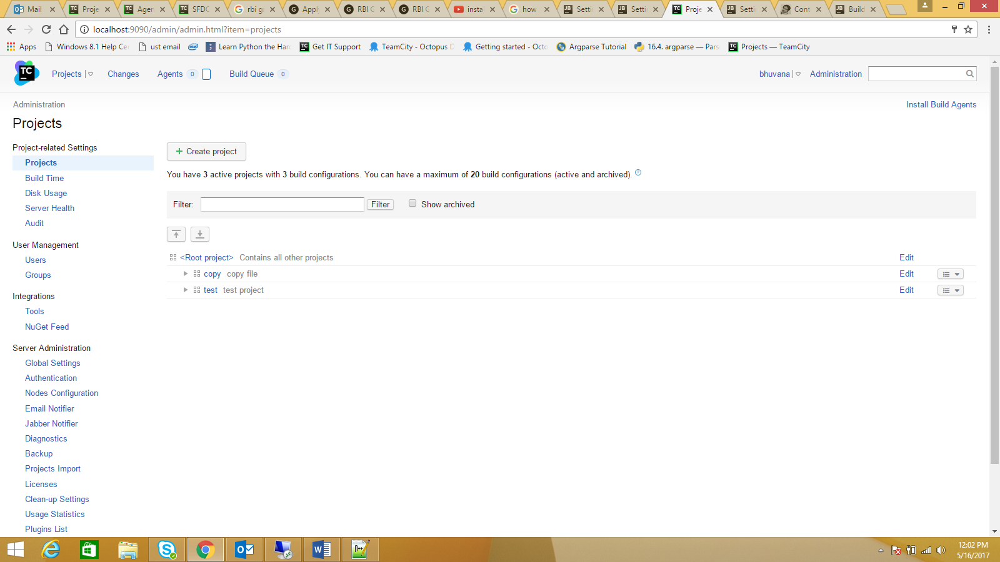 Mail
Proje
Agen
SFDC
rbi g
Apply
RBI G
RBI G
instal
how
Settin
Settin
Proje
Settin
Cont
Build
localhost:9090/admin/admin.html?item=projects
Apps
Windows 8.1 Help Ce
ust email
Learn Python the Har
Get IT Support
TeamCity - Octopus D
Getting started - Octo
Argparse Tutorial
16.4. argparse — Pars
Projects — TeamCity
TC
Projects
Changes
Agents 0
Build Queue 0
bhuvana
Administration
Administration
Install Build Agents
Projects
Project-related Settings
Projects
Build Time
Disk Usage
Server Health
Audit
User Management
Users
Groups
Integrations
Tools
NuGet Feed
Server Administration
Global Settings
Authentication
Nodes Configuration
Email Notifier
Jabber Notifier
Diagnostics
Backup
Projects Import
Licenses
Clean-up Settings
Usage Statistics
Plugins List
+ Create project
You have 3 active projects with 3 build configurations. You can have a maximum of 20 build configurations (active and archived). ?
Filter:
Filter
Show archived
<Root project> Contains all other projects Edit
copy copy file Edit
test test project Edit
12:02 PM
5/16/2017